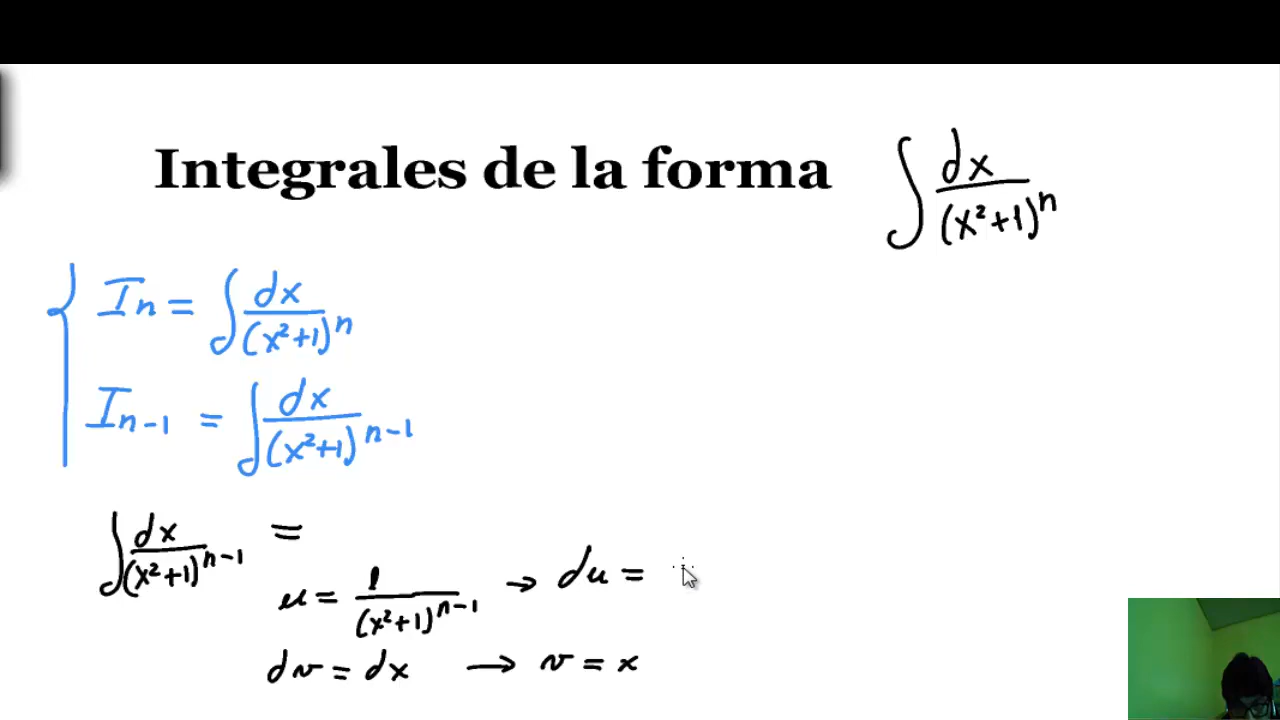 Integrales de la forma ∫ dx/(x²+1)ⁿ
In = ∫ dx/(x²+1)ⁿ
Iₙ₋₁ = ∫ dx/(x²+1)ⁿ⁻¹
∫ dx/(x²+1)ⁿ⁻¹ =
u = 1/(x²+1)ⁿ⁻¹ → du =
dv = dx → v = x